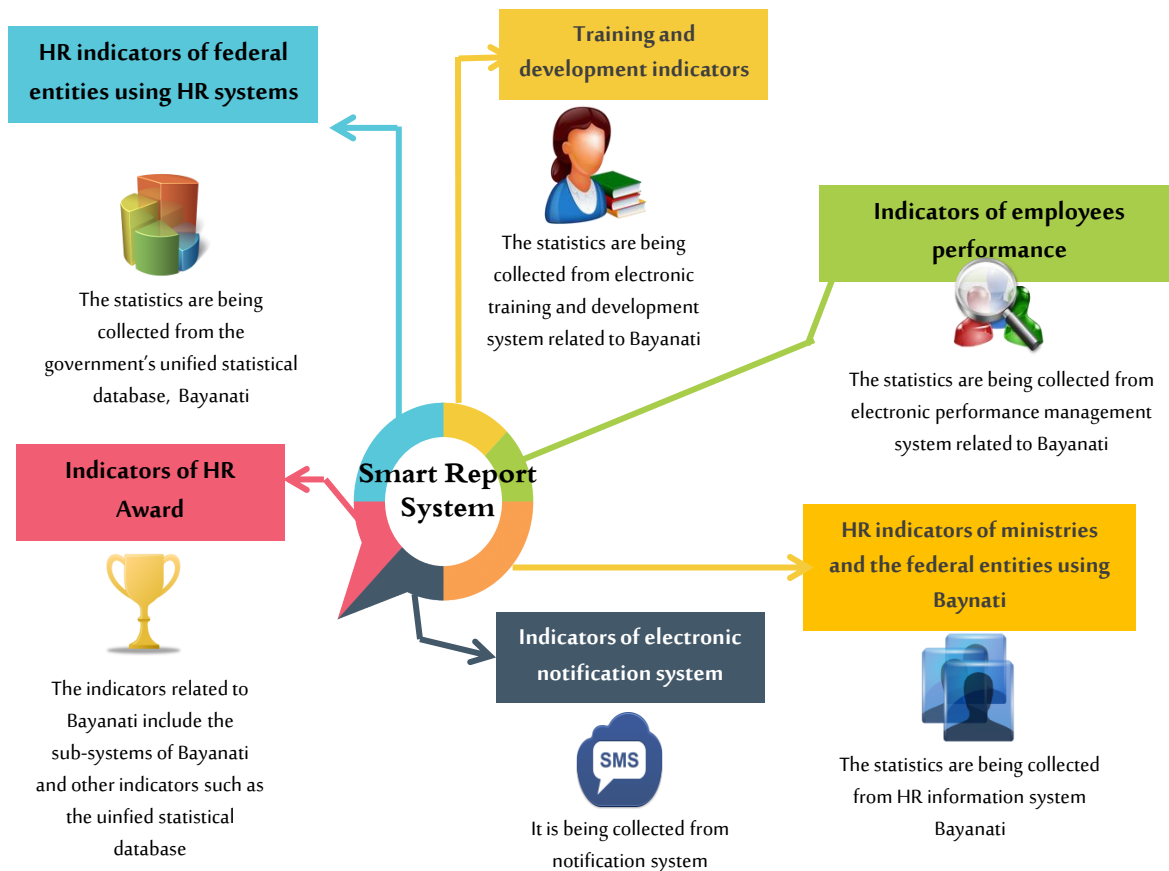 HR indicators of federal
entities using HR systems
The statistics are being
collected from the
government's unified statistical
database, Bayanati
Training and
development indicators
The statistics are being
collected from electronic
training and development
system related to Bayanati
Indicators of employees
performance
The statistics are being collected from
electronic performance management
system related to Bayanati
Smart Report
System
Indicators of HR
Award
The indicators related to
Bayanati include the
sub-systems of Bayanati
and other indicators such as
the uinfied statistical
database
Indicators of electronic
notification system
SMS
It is being collected from
notification system
HR indicators of ministries
and the federal entities using
Baynati
The statistics are being collected
from HR information system
Bayanati